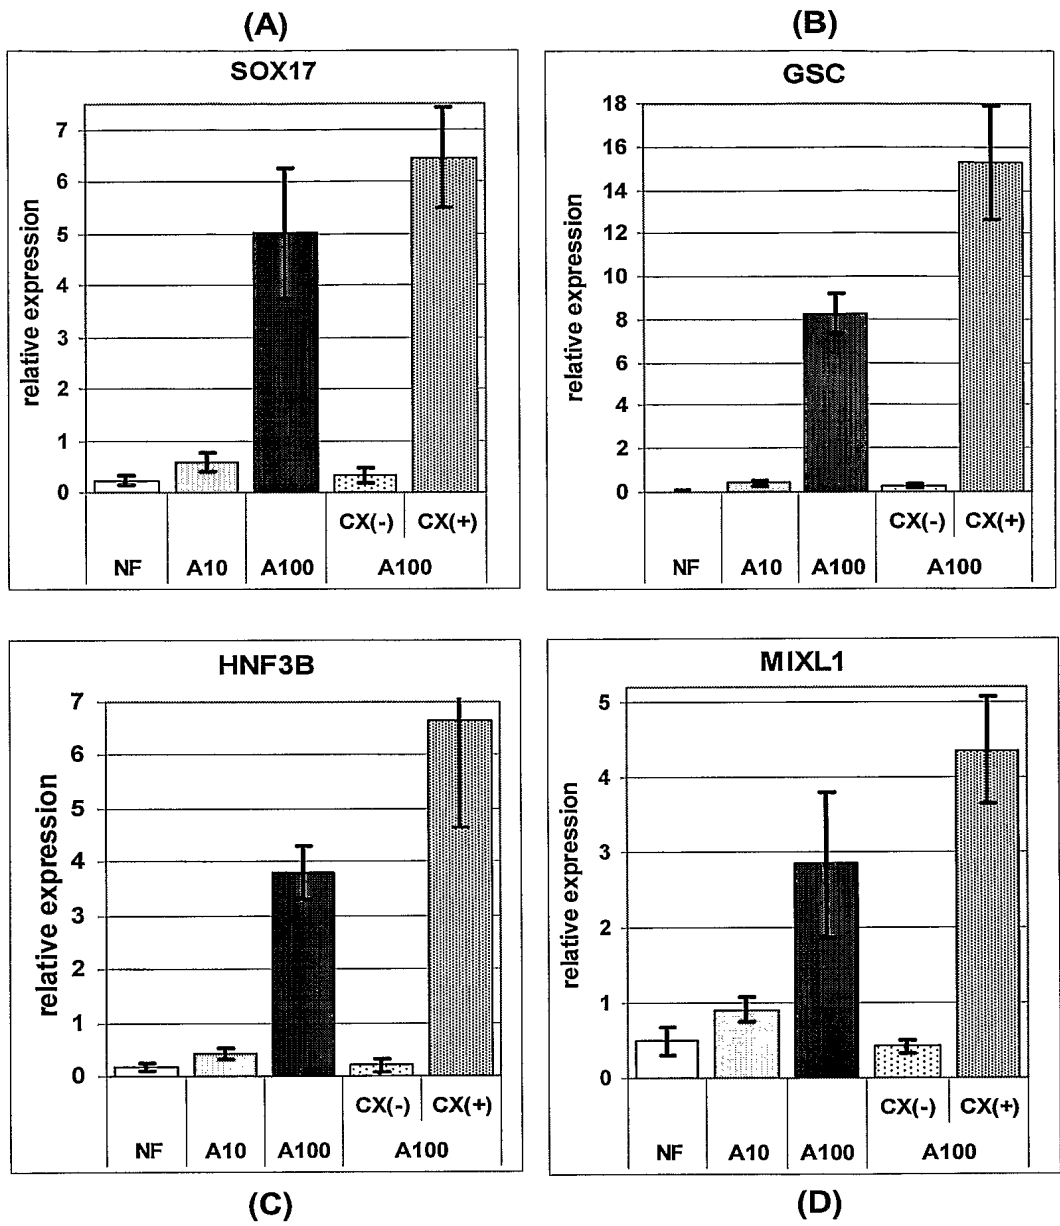 (A)
SOX17
relative expression
7
6
5
4
3
2
1
0
CX(-) CX(+)
NF A10 A100 A100
(B)
GSC
relative expression
18
16
14
12
10
8
6
4
2
0
CX(-) CX(+)
NF A10 A100 A100
HNF3B
relative expression
7
6
5
4
3
2
1
0
CX(-) CX(+)
NF A10 A100 A100
(C)
MIXL1
relative expression
5
4
3
2
1
0
CX(-) CX(+)
NF A10 A100 A100
(D)